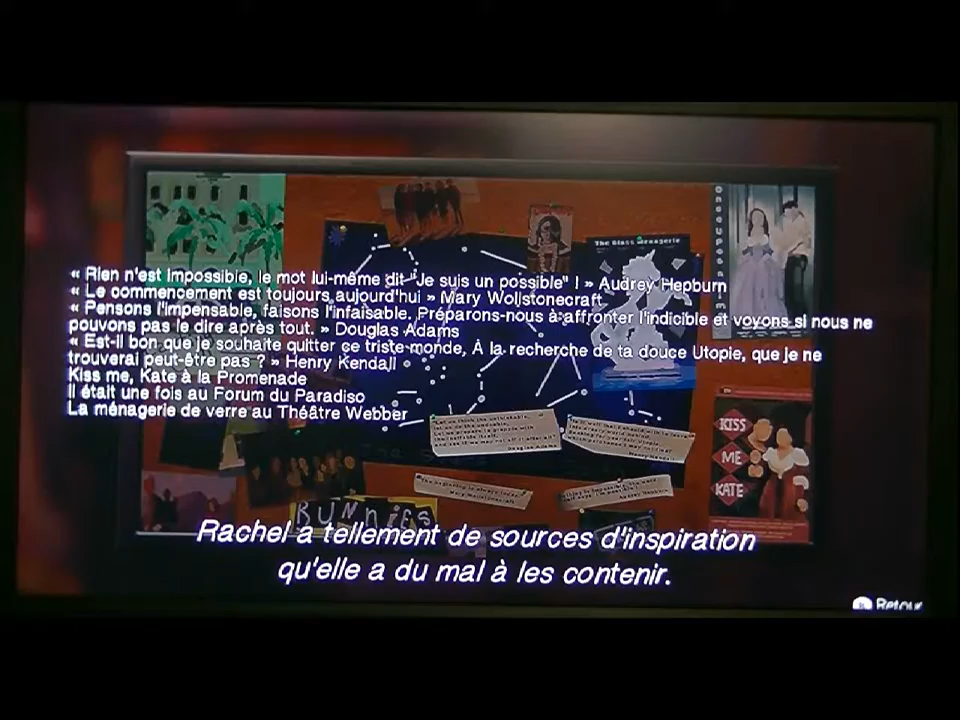 « Rien n'est impossible, le mot lui-même dit "Je suis un possible" ! » Audrey Hepburn
« Le commencement est toujours aujourd'hui » Mary Wollstonecraft
« Pensons l'impensable, faisons l'infaisable. Préparons-nous à affronter l'indicible et voyons si nous ne
pouvons pas le dire après tout. » Douglas Adams
« Est-il bon que je souhaite quitter ce triste monde, À la recherche de ta douce Utopie, que je ne
trouverai peut-être pas ? » Henry Kendall
Kiss me, Kate à la Promenade
Il était une fois au Forum du Paradiso
La ménagerie de verre au Théâtre Webber
The Glass Menagerie
KISS
ME
KATE
BUNNIES
Rachel a tellement de sources d'inspiration
qu'elle a du mal à les contenir.
Retour